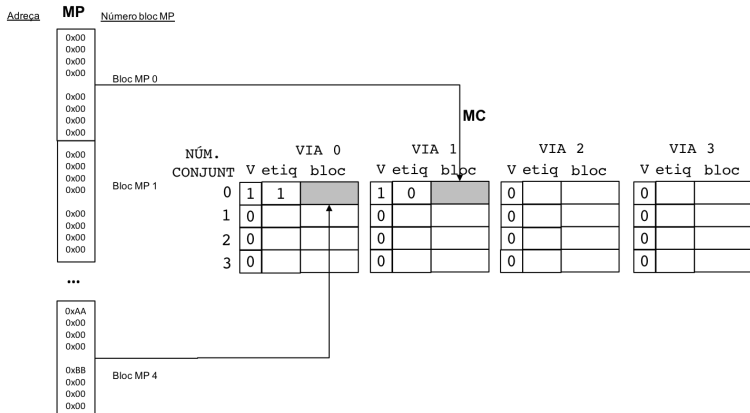 Adreça MP Número bloc MP
0x00
0x00
0x00
0x00
Bloc MP 0
0x00
0x00
0x00
0x00
MC
0x00
0x00
0x00
0x00
Bloc MP 1
0x00
0x00
0x00
0x00
NÚM. VIA 0 VIA 1 VIA 2 VIA 3
CONJUNT V etiq bloc V etiq bloc V etiq bloc V etiq bloc
0 1 1 1 0 0 0
1 0 0 0 0
2 0 0 0 0
3 0 0 0 0
...
0xAA
0x00
0x00
0x00
0xBB
Bloc MP 4
0x00
0x00
0x00